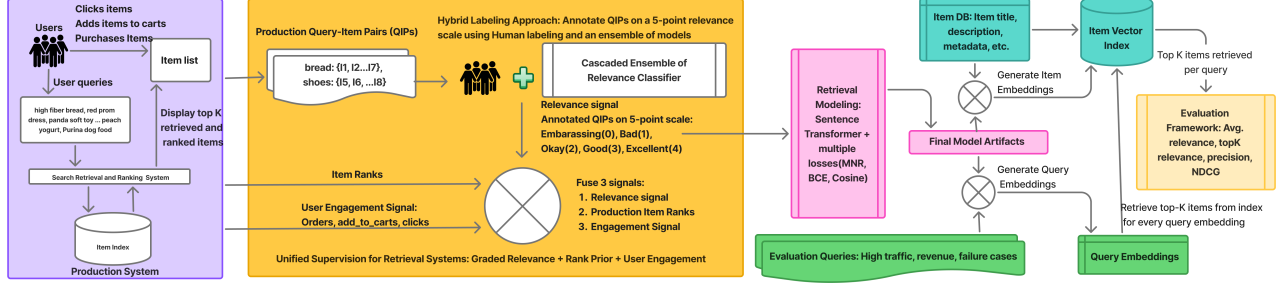 Clicks items
Adds items to carts
Purchases Items
Users
Item list
User queries
high fiber bread, red prom
dress, panda soft toy ... peach
yogurt, Purina dog food
Display top K
retrieved and
ranked items
Search Retrieval and Ranking System
Item Index
Production System
Production Query-Item Pairs (QIPs)
bread: {I1, I2...I7},
shoes: {I5, I6, ...I8}
Hybrid Labeling Approach: Annotate QIPs on a 5-point relevance
scale using Human labeling and an ensemble of models
Cascaded Ensemble of
Relevance Classifier
Relevance signal
Annotated QIPs on 5-point scale:
Embarassing(0), Bad(1),
Okay(2), Good(3), Excellent(4)
Item Ranks
User Engagement Signal:
Orders, add_to_carts, clicks
Fuse 3 signals:
1. Relevance signal
2. Production Item Ranks
3. Engagement Signal
Unified Supervision for Retrieval Systems: Graded Relevance + Rank Prior + User Engagement
Retrieval
Modeling:
Sentence
Transformer +
multiple
losses(MNR,
BCE, Cosine)
Item DB: Item title,
description,
metadata, etc.
Generate Item
Embeddings
Final Model Artifacts
Generate Query
Embeddings
Evaluation Queries: High traffic, revenue, failure cases
Item Vector
Index
Top K items retrieved
per query
Evaluation
Framework: Avg.
relevance, topK
relevance, precision,
NDCG
Retrieve top-K items from index
for every query embedding
Query Embeddings